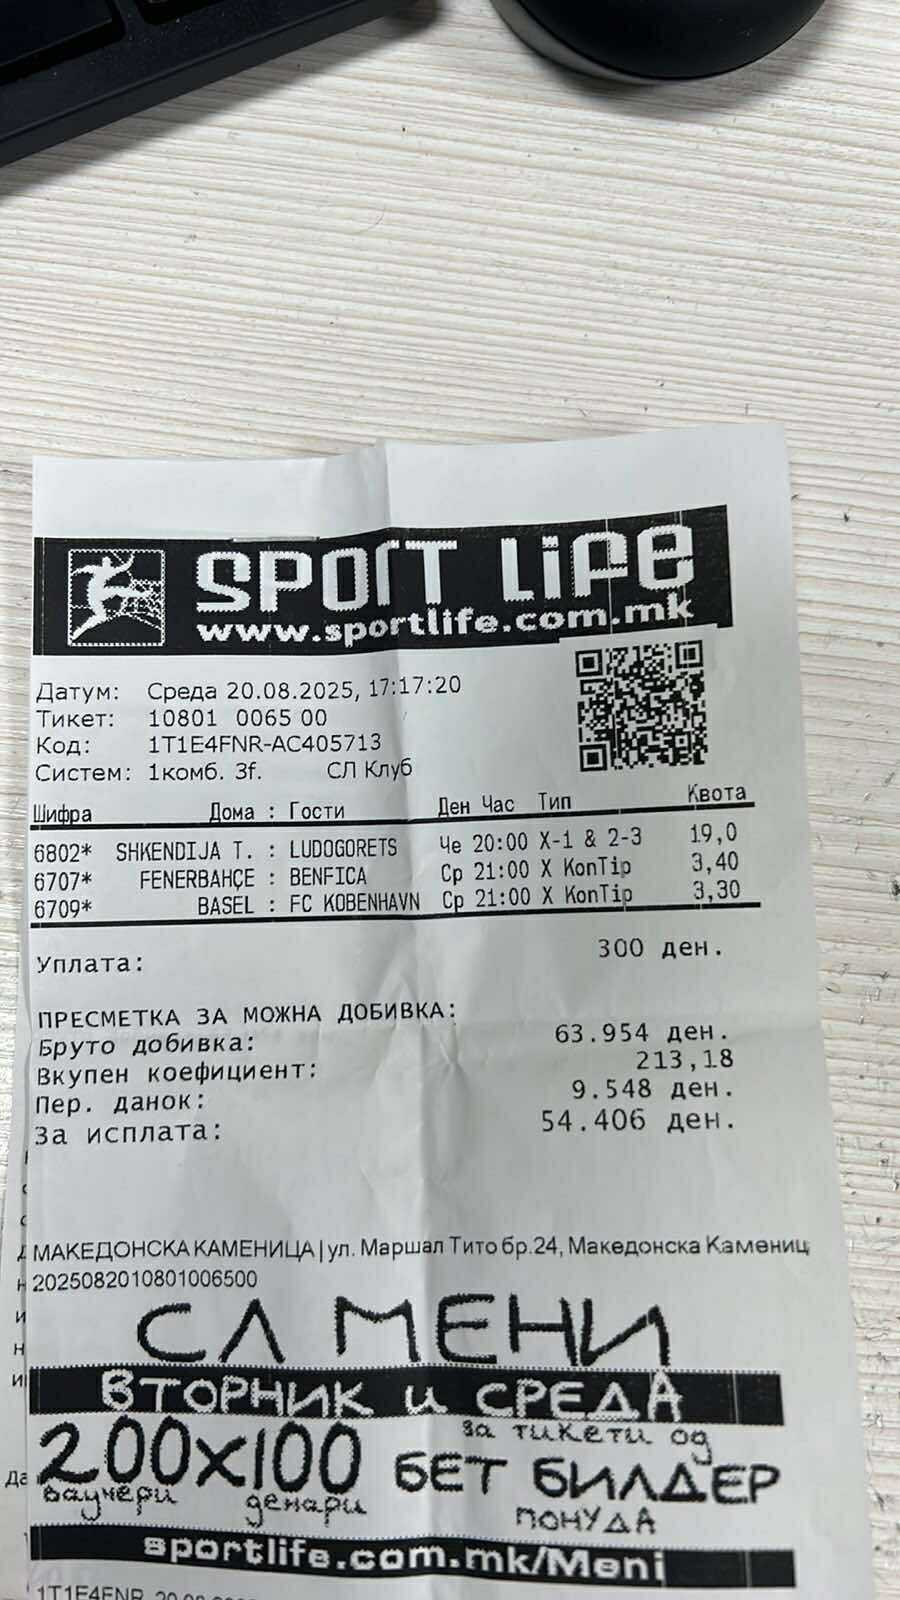 SPORT LIFE
www.sportlife.com.mk
Датум: Среда 20.08.2025, 17:17:20
Тикет: 10801 0065 00
Код: 1T1E4FNR-AC405713
Систем: 1комб. 3f. СЛ Клуб
Шифра Дома : Гости Ден Час Тип Квота
6802* SHKENDIJA T. : LUDOGORETS Че 20:00 X-1 & 2-3 19,0
6707* FENERBAHÇE : BENFICA Ср 21:00 X KonTip 3,40
6709* BASEL : FC KOBENHAVN Ср 21:00 X KonTip 3,30
Уплата: 300 ден.
ПРЕСМЕТКА ЗА МОЖНА ДОБИВКА:
Бруто добивка: 63.954 ден.
Вкупен коефициент: 213,18
Пер. данок: 9.548 ден.
За исплата: 54.406 ден.
МАКЕДОНСКА КАМЕНИЦА | ул. Маршал Тито бр.24, Македонска Камениц
2025082010801006500
СЛ МЕНИ
ВТОРНИК и СРЕДА
200x100 за тикети од
ваучери денари БЕТ БИЛДЕР
ПОНУДА
sportlife.com.mk/Meni